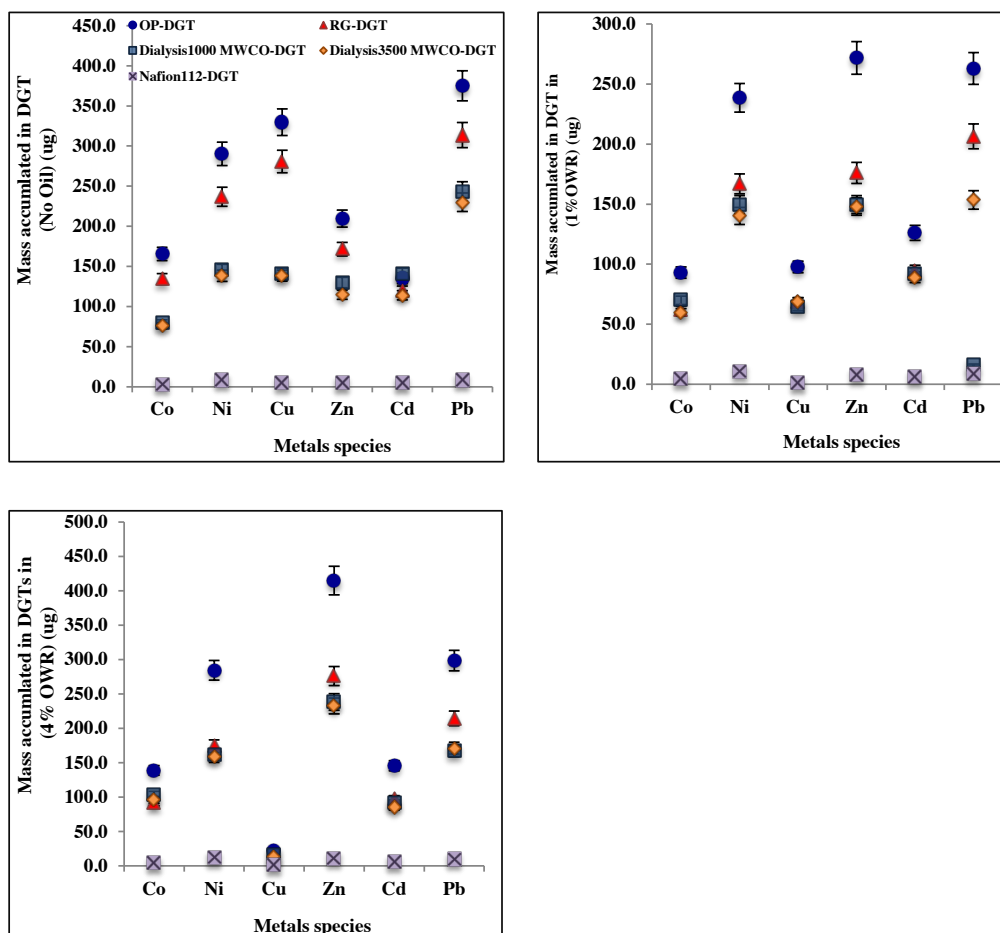 Mass accumulated in DGT
(No Oil) (ug)
450.0
400.0
350.0
300.0
250.0
200.0
150.0
100.0
50.0
0.0
OP-DGT
RG-DGT
Dialysis1000 MWCO-DGT
Dialysis3500 MWCO-DGT
Nafion112-DGT
Co Ni Cu Zn Cd Pb
Metals species
Mass accumulated in DGT in
(1%OWR) (ug)
300.0
250.0
200.0
150.0
100.0
50.0
0.0
Co Ni Cu Zn Cd Pb
Metals species
Mass accumulated in DGTs in
(4% OWR) (ug)
500.0
450.0
400.0
350.0
300.0
250.0
200.0
150.0
100.0
50.0
0.0
Co Ni Cu Zn Cd Pb
Metals species